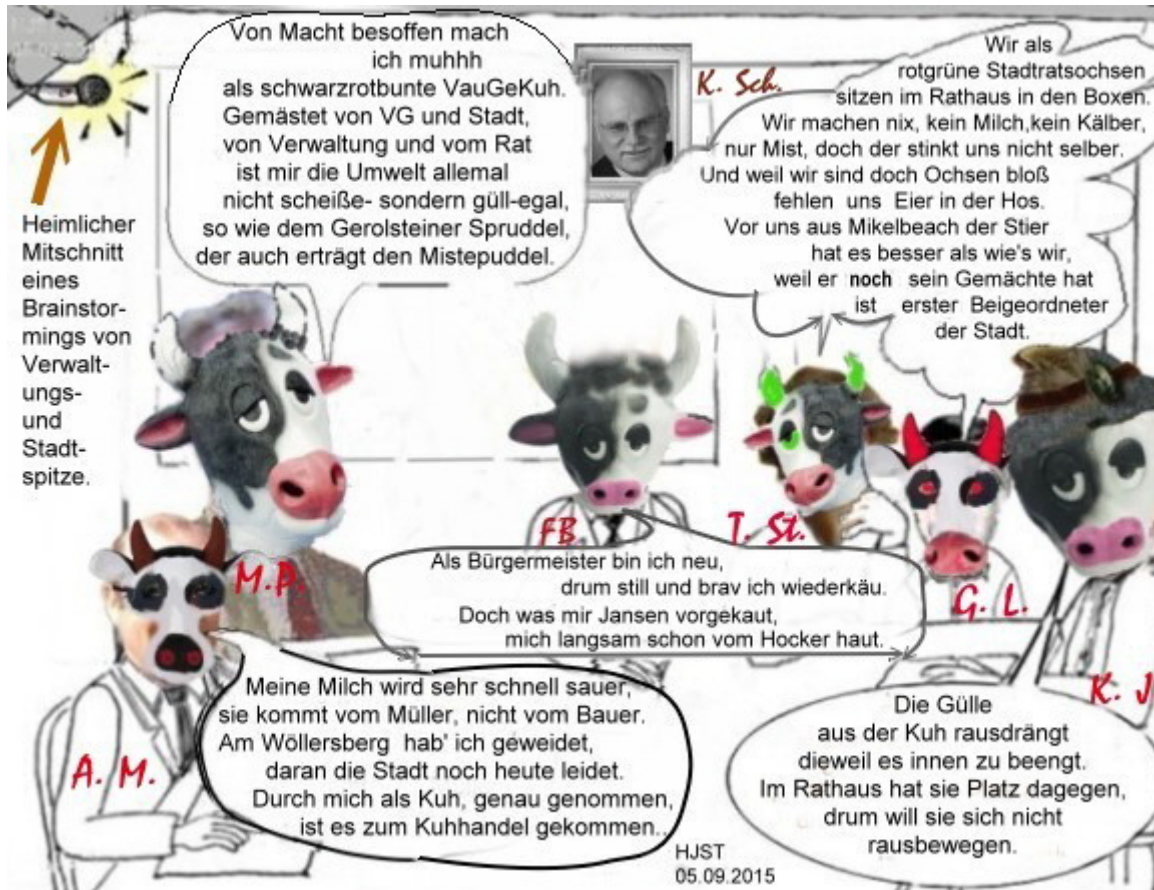 Von Macht besoffen mach
ich muhhh
als schwarzrotbunte VauGeKuh.
Gemästet von VG und Stadt,
von Verwaltung und vom Rat
ist mir die Umwelt allemal
nicht scheiße- sondern güll-egal,
so wie dem Gerolsteiner Spruddel,
der auch erträgt den Mistepuddel.
K. Sch.
Wir als
rotgrüne Stadtratsochsen
sitzen im Rathaus in den Boxen.
Wir machen nix, kein Milch,kein Kälber,
nur Mist, doch der stinkt uns nicht selber.
Und weil wir sind doch Ochsen bloß
fehlen uns Eier in der Hos.
Vor uns aus Mikelbeach der Stier
hat es besser als wie's wir,
weil er noch sein Gemächte hat
ist erster Beigeordneter
der Stadt.
Heimlicher
Mitschnitt
eines
Brainstor-
mings von
Verwalt-
ungs-
und
Stadt-
spitze.
M.P.
FB
T. St.
G. L.
Als Bürgermeister bin ich neu,
drum still und brav ich wiederkäu.
Doch was mir Jansen vorgekaut,
mich langsam schon vom Hocker haut.
A. M.
Meine Milch wird sehr schnell sauer,
sie kommt vom Müller, nicht vom Bauer.
Am Wöllersberg hab' ich geweidet,
daran die Stadt noch heute leidet.
Durch mich als Kuh, genau genommen,
ist es zum Kuhhandel gekommen..
K. J
Die Gülle
aus der Kuh rausdrängt
dieweil es innen zu beengt.
Im Rathaus hat sie Platz dagegen,
drum will sie sich nicht
rausbewegen.
HJST
05.09.2015